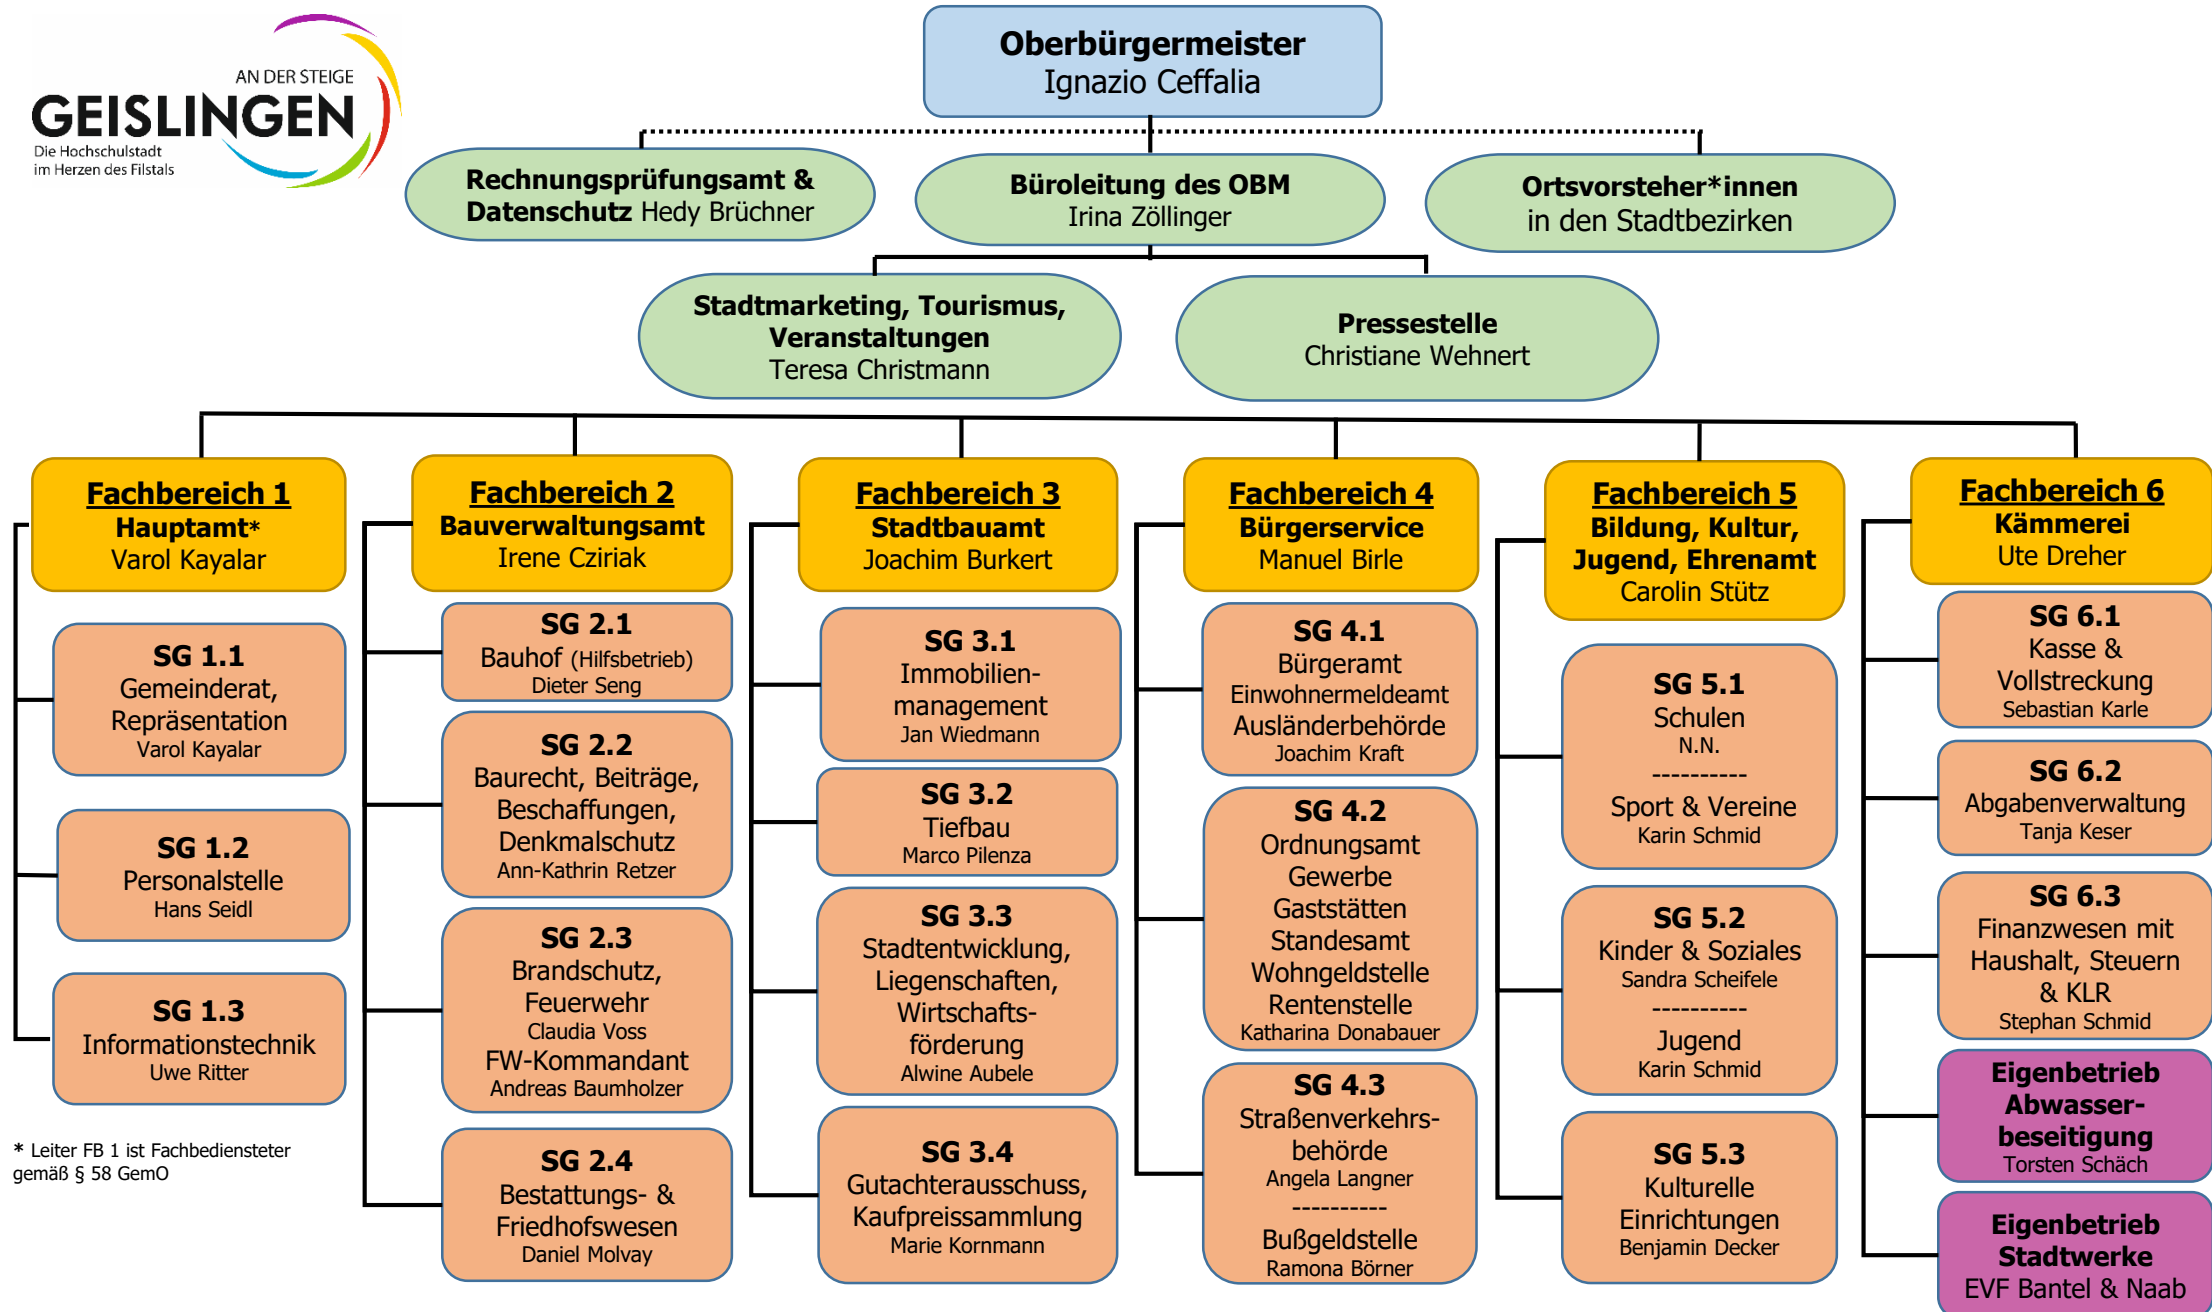 AN DER STEIGE
GEISLINGEN
Die Hochschulstadt
im Herzen des Filstals
Oberbürgermeister
Ignazio Ceffalia
Rechnungsprüfungsamt &
Datenschutz Hedy Brüchner
Büroleitung des OBM
Irina Zöllinger
Ortsvorsteher*innen
in den Stadtbezirken
Stadtmarketing, Tourismus,
Veranstaltungen
Teresa Christmann
Pressestelle
Christiane Wehnert
Fachbereich 1
Hauptamt*
Varol Kayalar
SG 1.1
Gemeinderat,
Repräsentation
Varol Kayalar
SG 1.2
Personalstelle
Hans Seidl
SG 1.3
Informationstechnik
Uwe Ritter
* Leiter FB 1 ist Fachbediensteter
gemäß § 58 GemO
Fachbereich 2
Bauverwaltungsamt
Irene Cziriak
SG 2.1
Bauhof (Hilfsbetrieb)
Dieter Seng
SG 2.2
Baurecht, Beiträge,
Beschaffungen,
Denkmalschutz
Ann-Kathrin Retzer
SG 2.3
Brandschutz,
Feuerwehr
Claudia Voss
FW-Kommandant
Andreas Baumholzer
SG 2.4
Bestattungs- &
Friedhofswesen
Daniel Molvay
Fachbereich 3
Stadtbauamt
Joachim Burkert
SG 3.1
Immobilien-
management
Jan Wiedmann
SG 3.2
Tiefbau
Marco Pilenza
SG 3.3
Stadtentwicklung,
Liegenschaften,
Wirtschafts-
förderung
Alwine Aubele
SG 3.4
Gutachterausschuss,
Kaufpreissammlung
Marie Kornmann
Fachbereich 4
Bürgerservice
Manuel Birle
SG 4.1
Bürgeramt
Einwohnermeldeamt
Ausländerbehörde
Joachim Kraft
SG 4.2
Ordnungsamt
Gewerbe
Gaststätten
Standesamt
Wohngeldstelle
Rentenstelle
Katharina Donabauer
SG 4.3
Straßenverkehrs-
behörde
Angela Langner
----------
Bußgeldstelle
Ramona Börner
Fachbereich 5
Bildung, Kultur,
Jugend, Ehrenamt
Carolin Stütz
SG 5.1
Schulen
N.N.
----------
Sport & Vereine
Karin Schmid
SG 5.2
Kinder & Soziales
Sandra Scheifele
----------
Jugend
Karin Schmid
SG 5.3
Kulturelle
Einrichtungen
Benjamin Decker
Fachbereich 6
Kämmerei
Ute Dreher
SG 6.1
Kasse &
Vollstreckung
Sebastian Karle
SG 6.2
Abgabenverwaltung
Tanja Keser
SG 6.3
Finanzwesen mit
Haushalt, Steuern
& KLR
Stephan Schmid
Eigenbetrieb
Abwasser-
beseitigung
Torsten Schäch
Eigenbetrieb
Stadtwerke
EVF Bantel & Naab